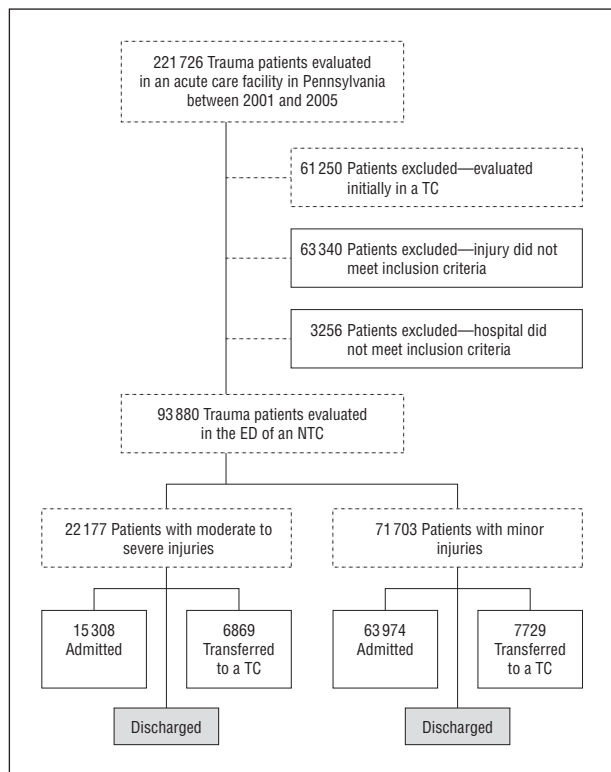 221 726 Trauma patients evaluated
in an acute care facility in Pennsylvania
between 2001 and 2005
61 250 Patients excluded—evaluated
initially in a TC
63 340 Patients excluded—injury did not
meet inclusion criteria
3256 Patients excluded—hospital did
not meet inclusion criteria
93 880 Trauma patients evaluated
in the ED of an NTC
22 177 Patients with moderate to
severe injuries
71 703 Patients with minor
injuries
15 308
Admitted
6869
Transferred
to a TC
63 974
Admitted
7729
Transferred
to a TC
Discharged
Discharged